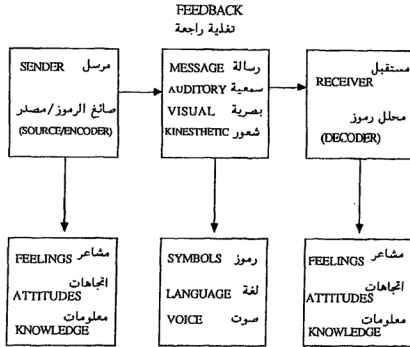 FEEDBACK
تغذية راجعة
SENDER مرسل
صائغ الرموز/مصدر
(SOURCE/ENCODER)
MESSAGE رسالة
AUDITORY سمعية
VISUAL بصرية
KINESTHETIC شعور
مستقبل
RECEIVER
محلل رموز
(DECODER)
FEELINGS مشاعر
اتجاهات
ATTITUDES
معلومات
KNOWLEDGE
SYMBOLS رموز
LANGUAGE لغة
VOICE صوت
FEELINGS مشاعر
اتجاهات
ATTITUDES
معلومات
KNOWLEDGE